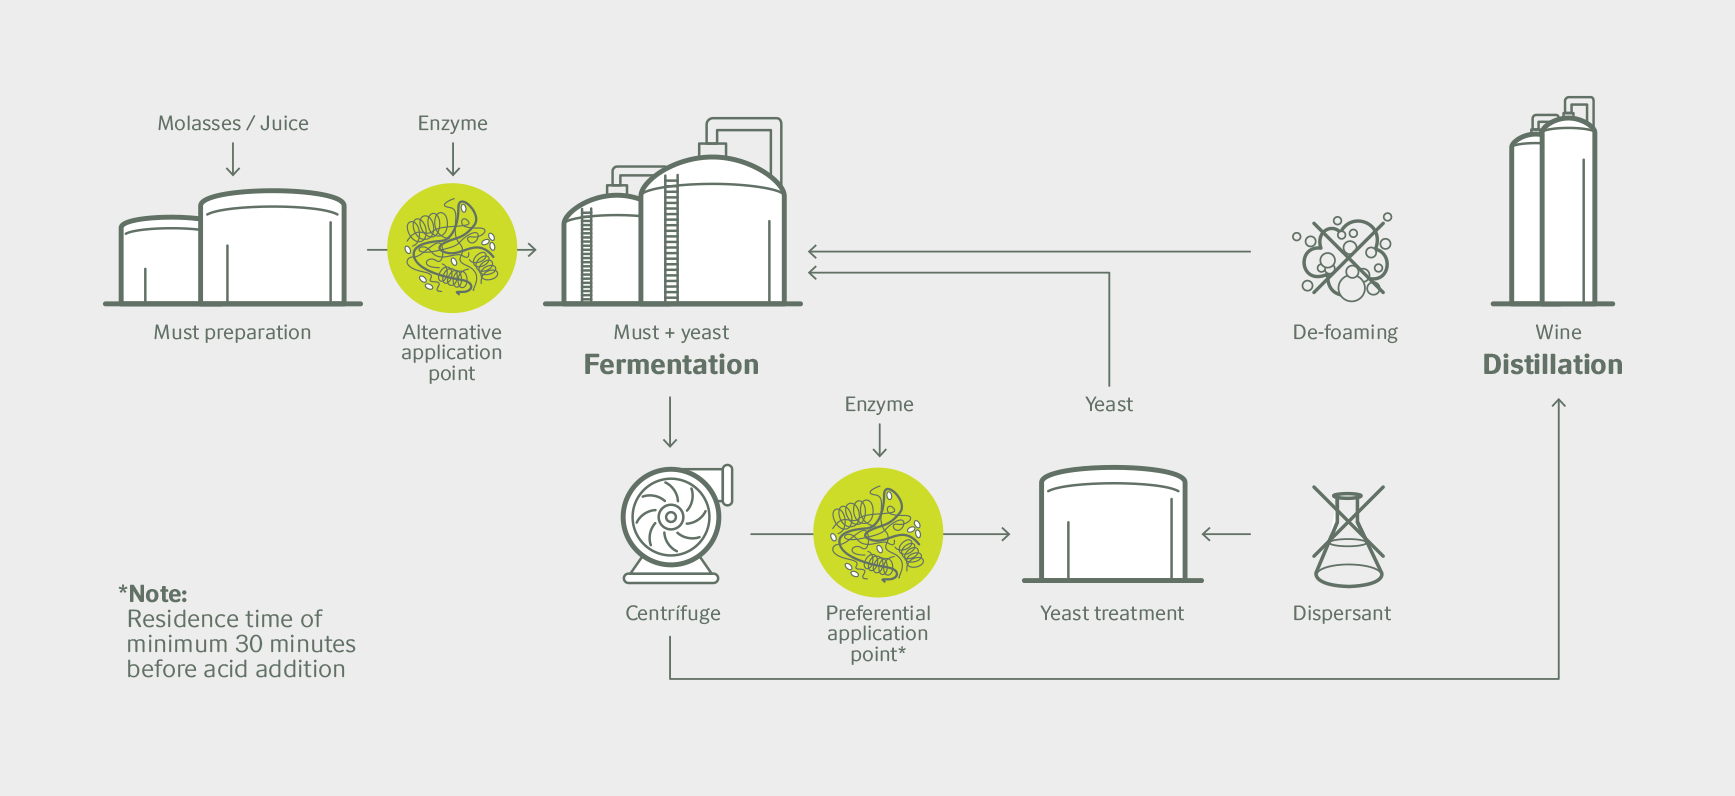 Molasses / Juice
Enzyme
Must preparation
Alternative
application
point
Must + yeast
Fermentation
De-foaming
Wine
Distillation
Enzyme
Yeast
Centrífuge
Preferential
application
point*
Yeast treatment
Dispersant
*Note:
Residence time of
minimum 30 minutes
before acid addition